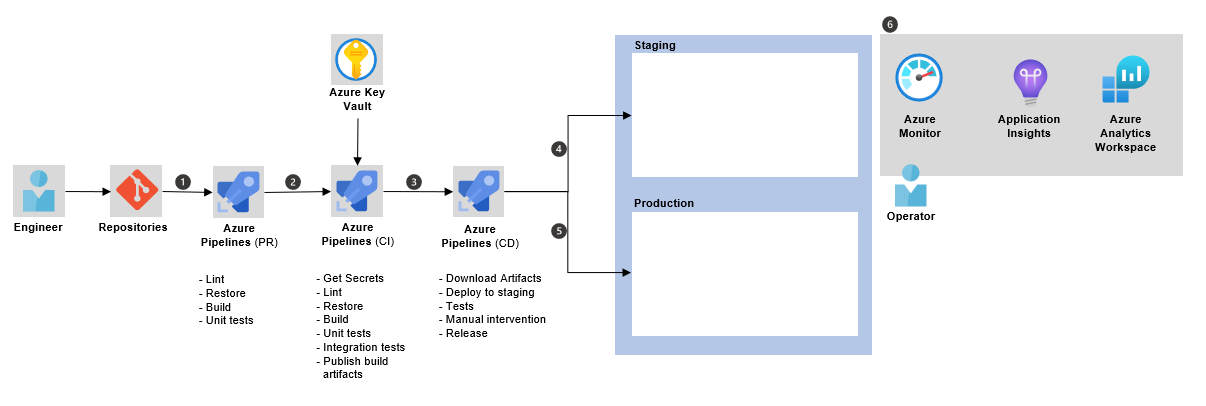 6
Staging
Azure Key
Vault
Azure
Monitor
Application
Insights
Azure
Analytics
Workspace
1
2
3
4
Engineer
Repositories
Azure
Pipelines (PR)
Azure
Pipelines (CI)
Azure
Pipelines (CD)
Production
Operator
5
- Lint
- Restore
- Build
- Unit tests
- Get Secrets
- Lint
- Restore
- Build
- Unit tests
- Integration tests
- Publish build
artifacts
- Download Artifacts
- Deploy to staging
- Tests
- Manual intervention
- Release